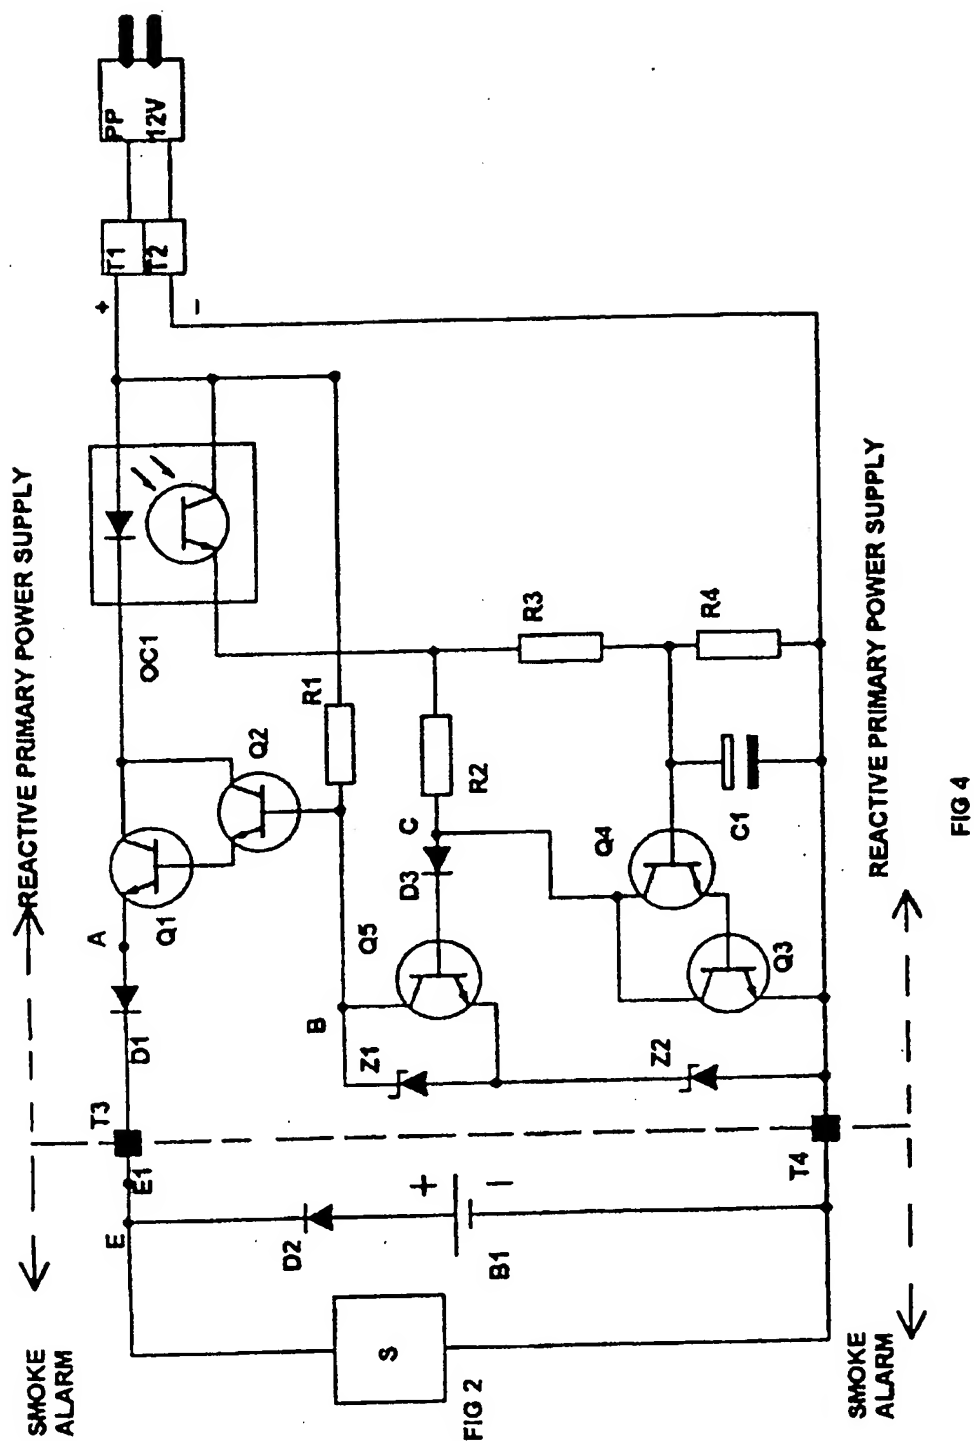 SMOKE
ALARM
REACTIVE PRIMARY POWER SUPPLY
E
E1
T3
D1
A
Q1
Q2
OC1
+
T1
PP
−
T2
12V
D2
+
−
B1
S
FIG 2
B
Z1
Q5
R1
D3
C
R2
R3
Z2
Q4
Q3
C1
R4
T4
SMOKE
ALARM
REACTIVE PRIMARY POWER SUPPLY
FIG 4